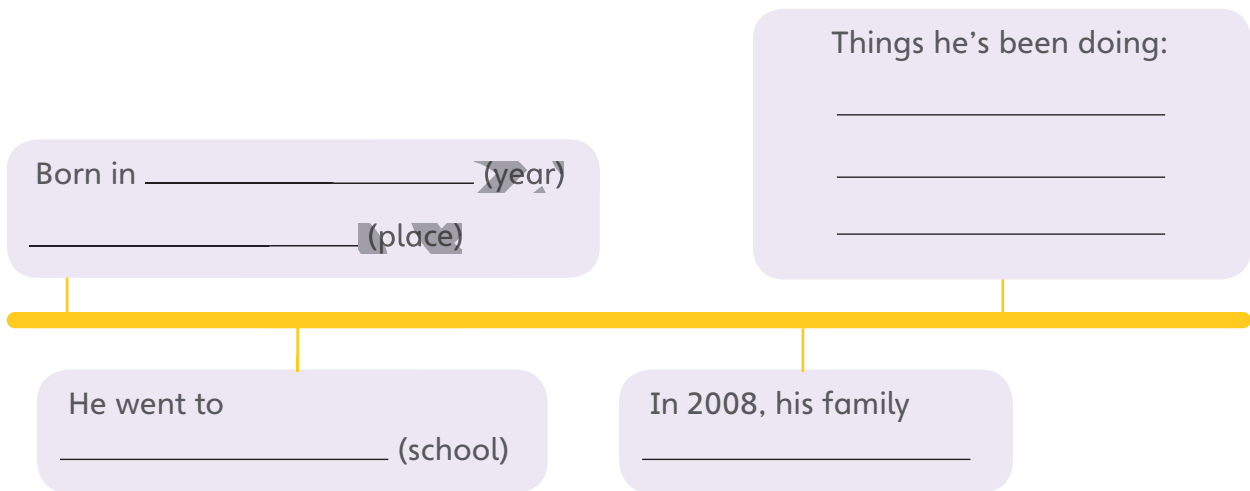 Things he's been doing:
Born in (year)
(place)
He went to
(school)
In 2008, his family